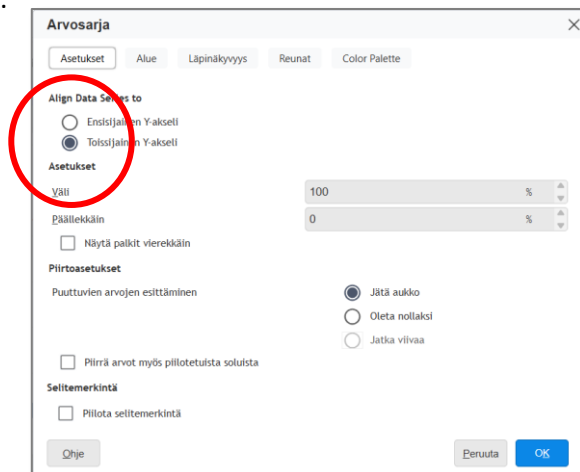 .
Arvosarja
Asetukset Alue Läpinäkyvyys Reunat Color Palette
Align Data Series to
Ensisijainen Y-akseli
Toissijainen Y-akseli
Asetukset
Väli 100 %
Päällekkäin 0 %
Näytä palkit vierekkäin
Piirtoasetukset
Puuttuvien arvojen esittäminen Jätä aukko
Oleta nollaksi
Jatka viivaa
Piirrä arvot myös piilotetuista soluista
Selitemerkintä
Piilota selitemerkintä
Ohje Peruuta OK